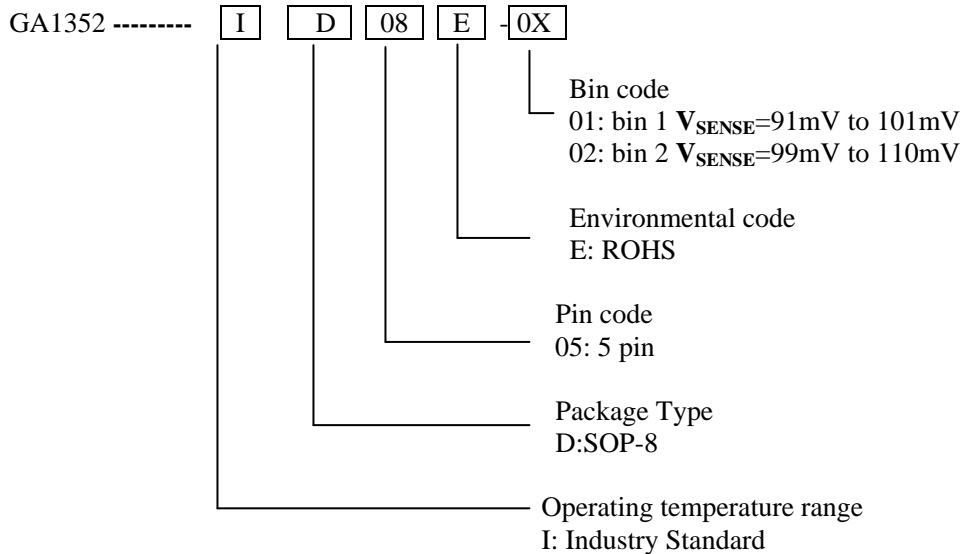 GA1352 --------- I D 08 E -0X
Bin code
01: bin 1 VSENSE=91mV to 101mV
02: bin 2 VSENSE=99mV to 110mV
Environmental code
E: ROHS
Pin code
05: 5 pin
Package Type
D:SOP-8
Operating temperature range
I: Industry Standard